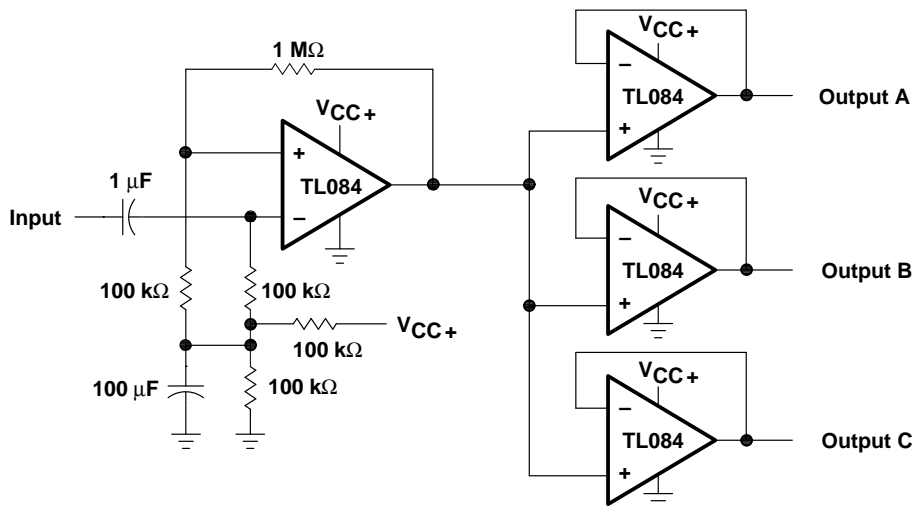 1 MΩ
VCC+
+
TL084
−
1 μF
Input
100 kΩ
100 kΩ
VCC+
100 kΩ
100 μF
100 kΩ
VCC+
−
TL084
+
Output A
VCC+
−
TL084
+
Output B
VCC+
−
TL084
+
Output C